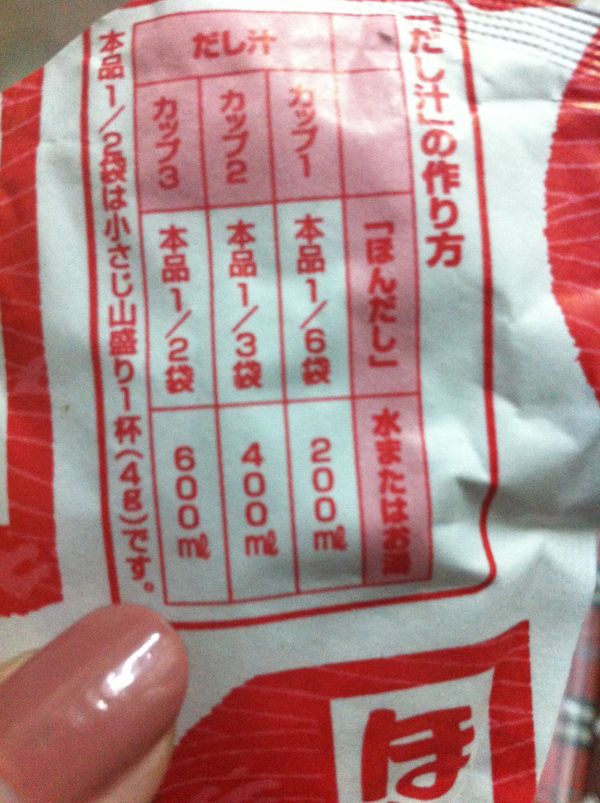 「だし汁」の作り方
「ほんだし」
水またはお湯
だし汁
カップ1
本品1/6袋
200㎖
カップ2
本品1/3袋
400㎖
カップ3
本品1/2袋
600㎖
本品1/2袋は小さじ山盛り1杯(4g)です。
ほ